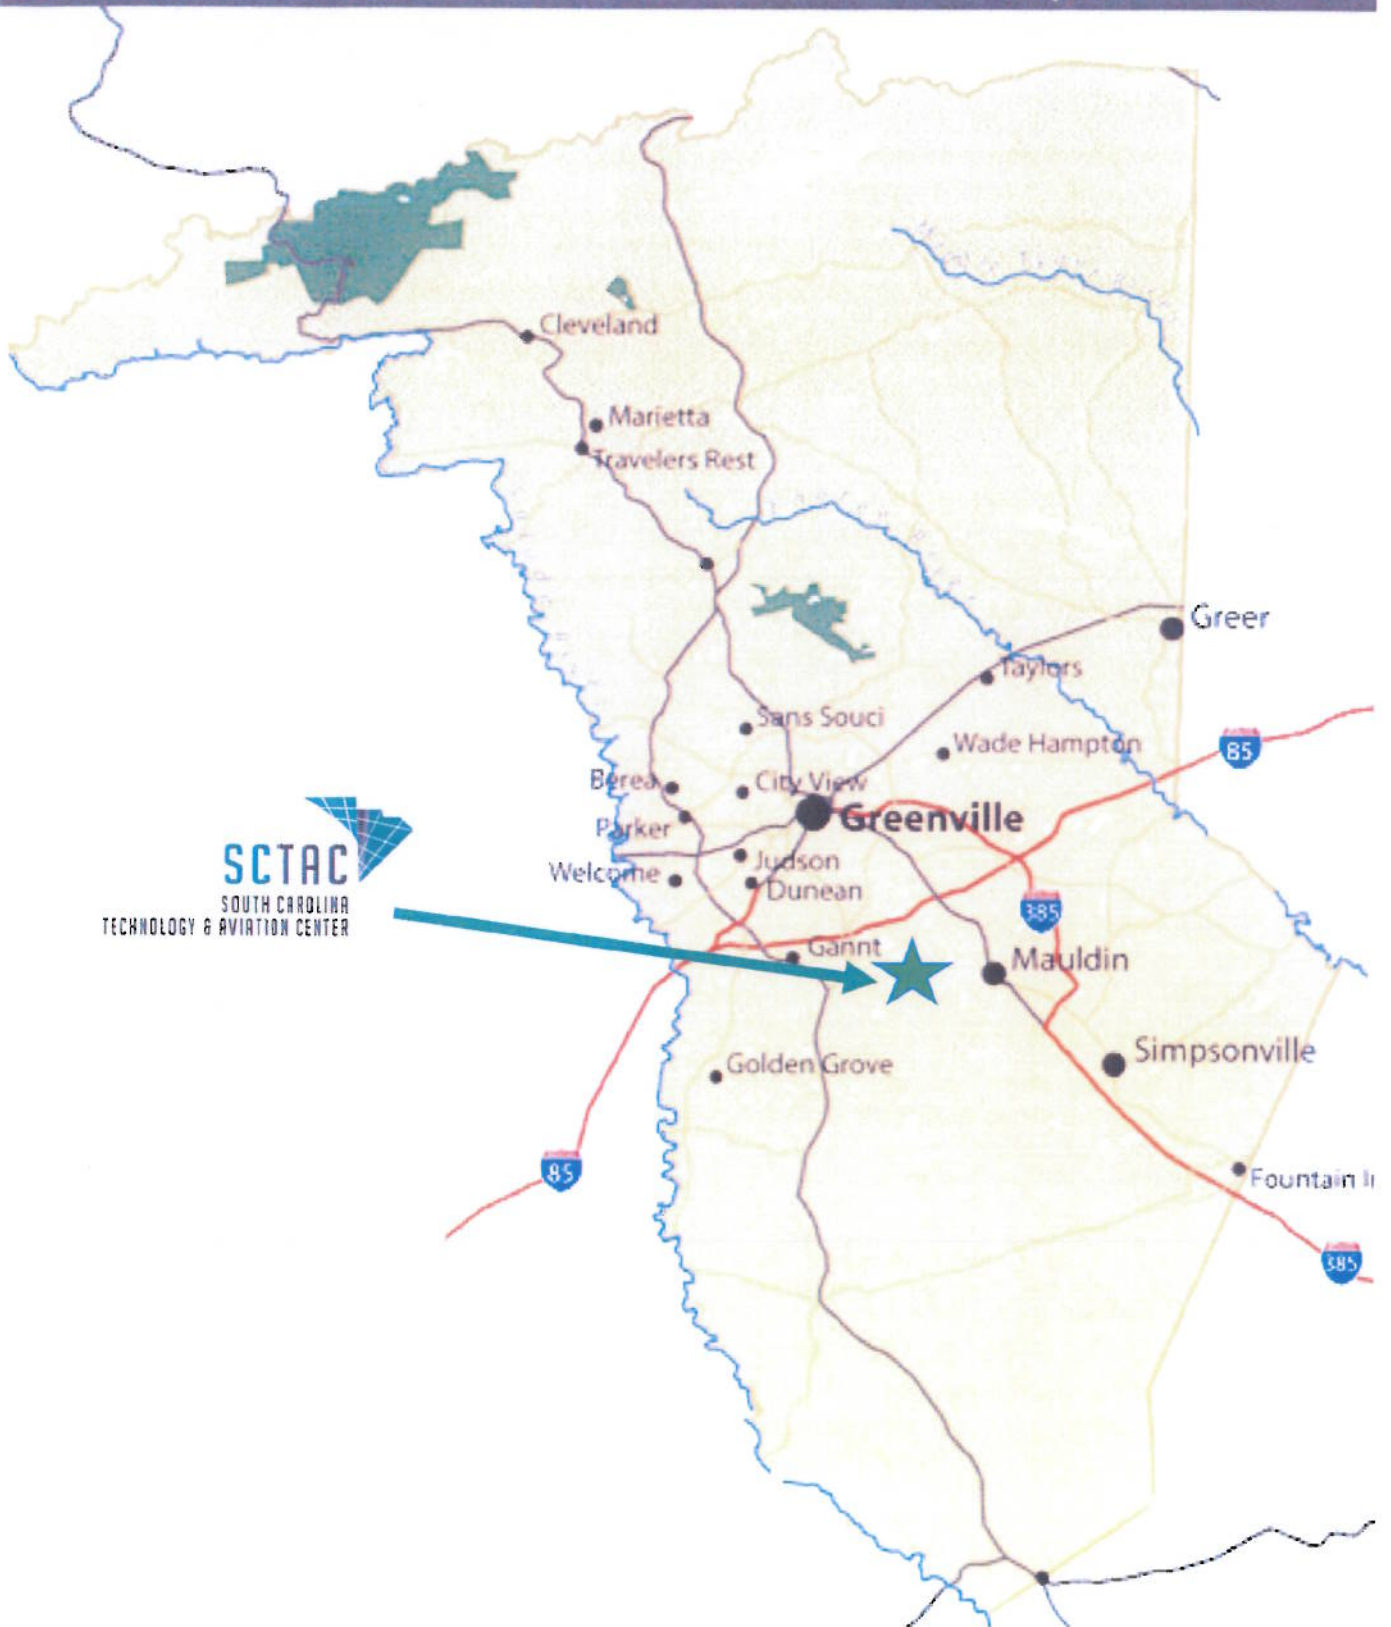 Cleveland
Marietta
Travelers Rest
Greer
Taylors
Sans Souci
Wade Hampton
85
Berea
City View
Greenville
Parker
SCTAC
SOUTH CAROLINA
TECHNOLOGY & AVIATION CENTER
Judson
Welcome
Dunean
385
Gannt
Mauldin
Simpsonville
Golden Grove
85
Fountain I
385